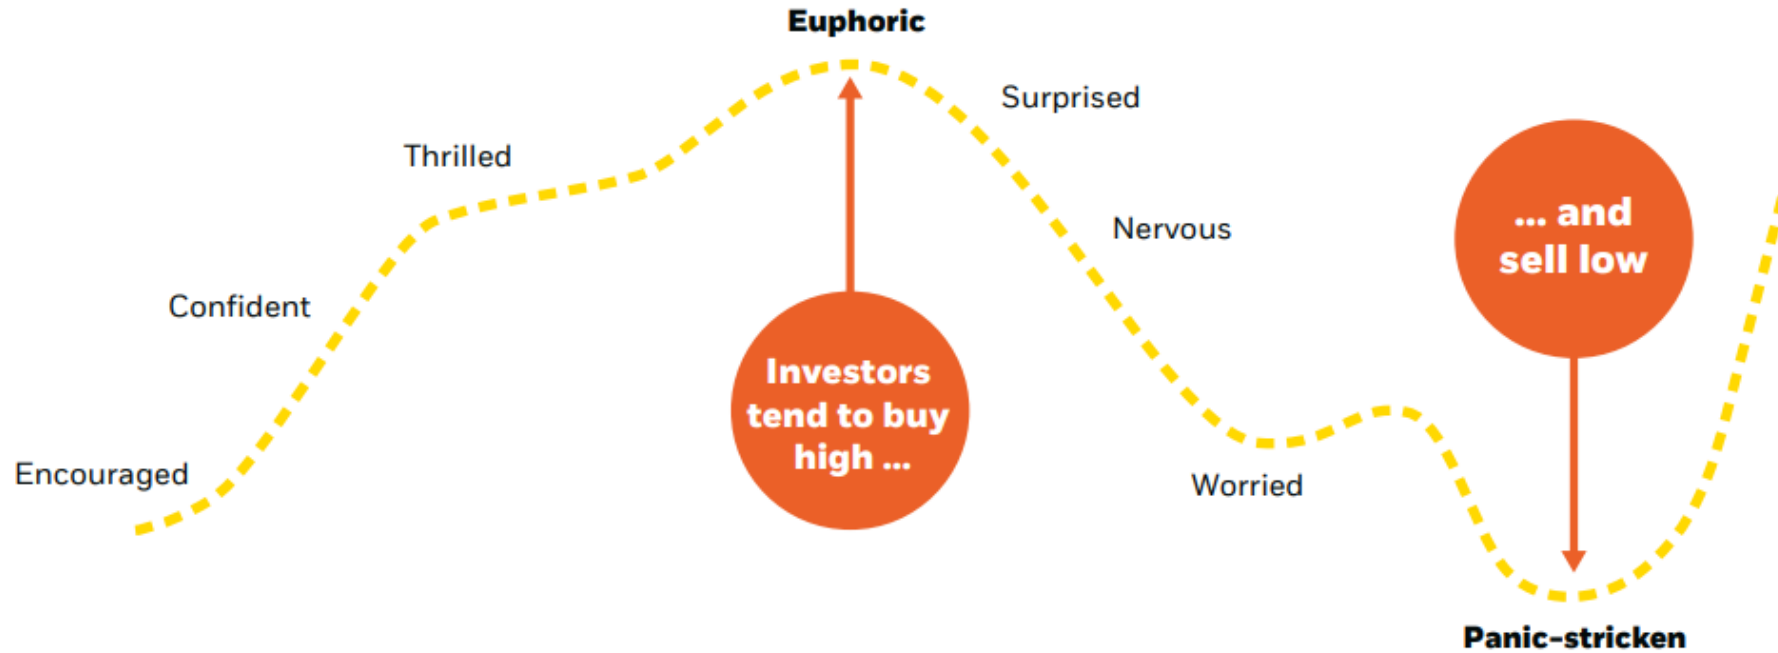 Euphoric
Surprised
Thrilled
... and
sell low
Nervous
Confident
Investors
tend to buy
high ...
Encouraged
Worried
Panic-stricken